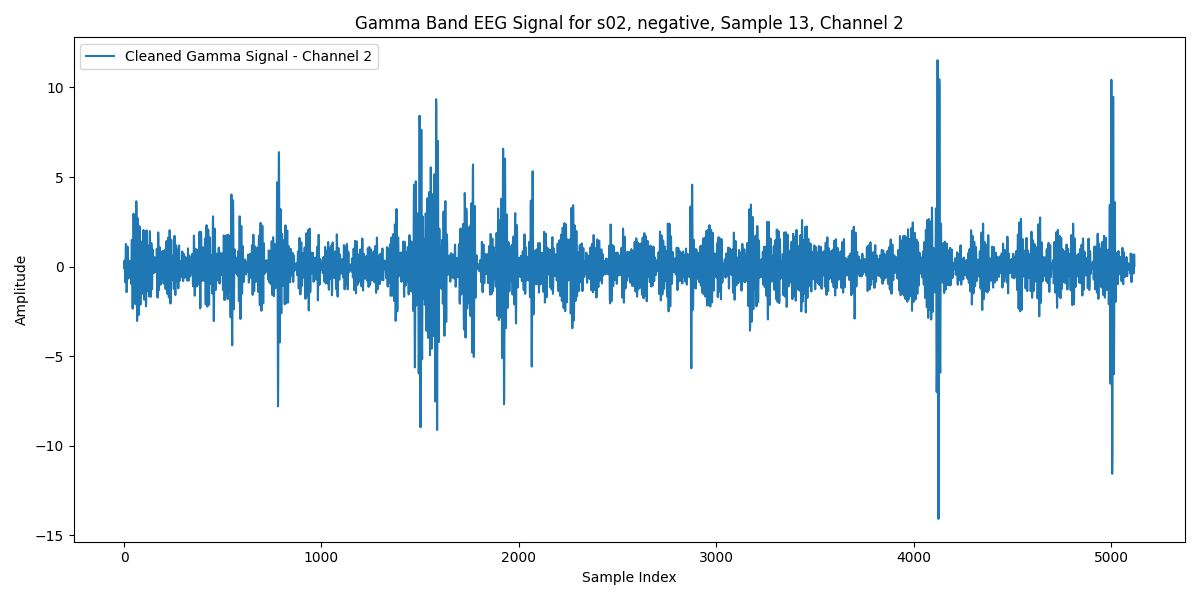 Gamma Band EEG Signal for s02, negative, Sample 13, Channel 2
Cleaned Gamma Signal - Channel 2
10
5
0
−5
−10
−15
Amplitude
0 1000 2000 3000 4000 5000
Sample Index